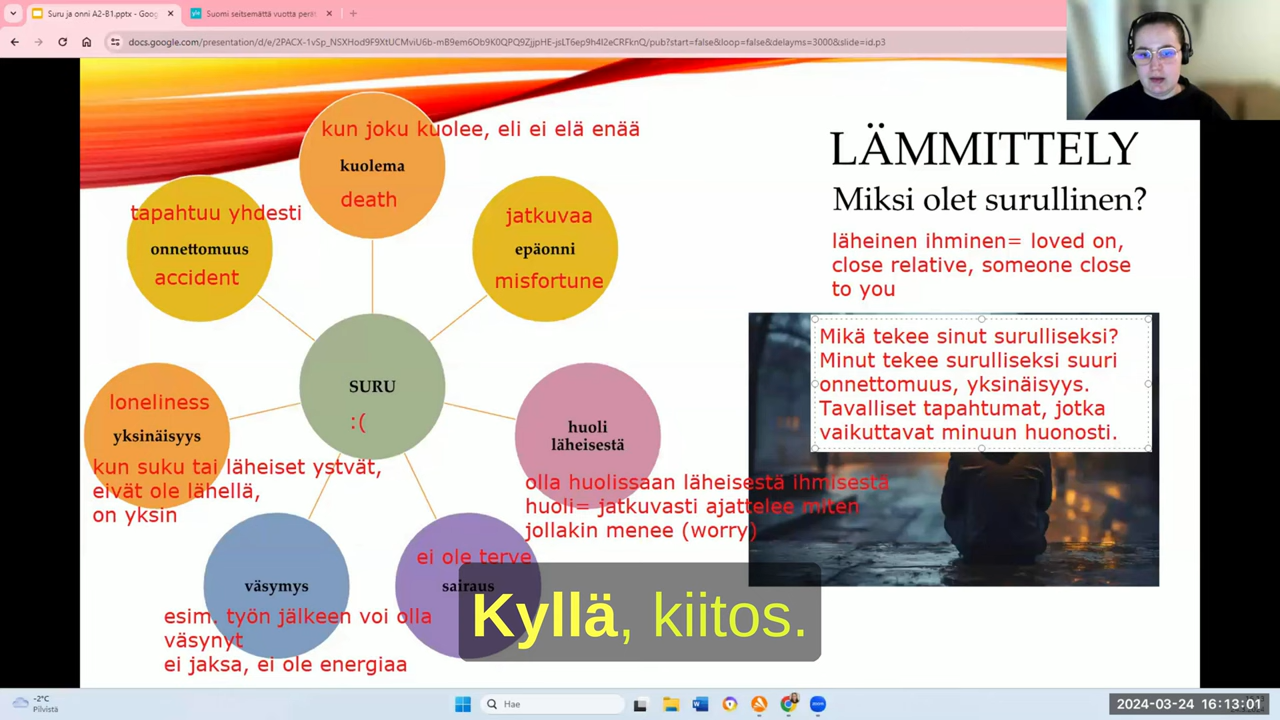 Suru ja onni A2-B1.pptx - Goog
Suomi seitsemättä vuotta perät
docs.google.com/presentation/d/e/2PACX-1vSp_NSXHod9F9XtUCMviU6b-mB9em6Ob9K0QPQ9ZjjpHE-jsLT6ep9h4I2eCRFknQ/pub?start=false&loop=false&delayms=3000&slide=id.p3
kun joku kuolee, eli ei elä enää
kuolema
death
tapahtuu yhdesti
onnettomuus
accident
jatkuvaa
epäonni
misfortune
LÄMMITTELY
Miksi olet surullinen?
läheinen ihminen= loved on,
close relative, someone close
to you
Mikä tekee sinut surulliseksi?
Minut tekee surulliseksi suuri
onnettomuus, yksinäisyys.
Tavalliset tapahtumat, jotka
vaikuttavat minuun huonosti.
SURU
:(
loneliness
yksinäisyys
kun suku tai läheiset ystvät,
eivät ole lähellä,
on yksin
huoli
läheisestä
olla huolissaan läheisestä ihmisestä
huoli= jatkuvasti ajattelee miten
jollakin menee (worry)
väsymys
esim. työn jälkeen voi olla
väsynyt
ei jaksa, ei ole energiaa
ei ole terve
sairaus
Kyllä, kiitos.
-2°C
Pilvistä
Hae
zoom
2024-03-24 16:13:01